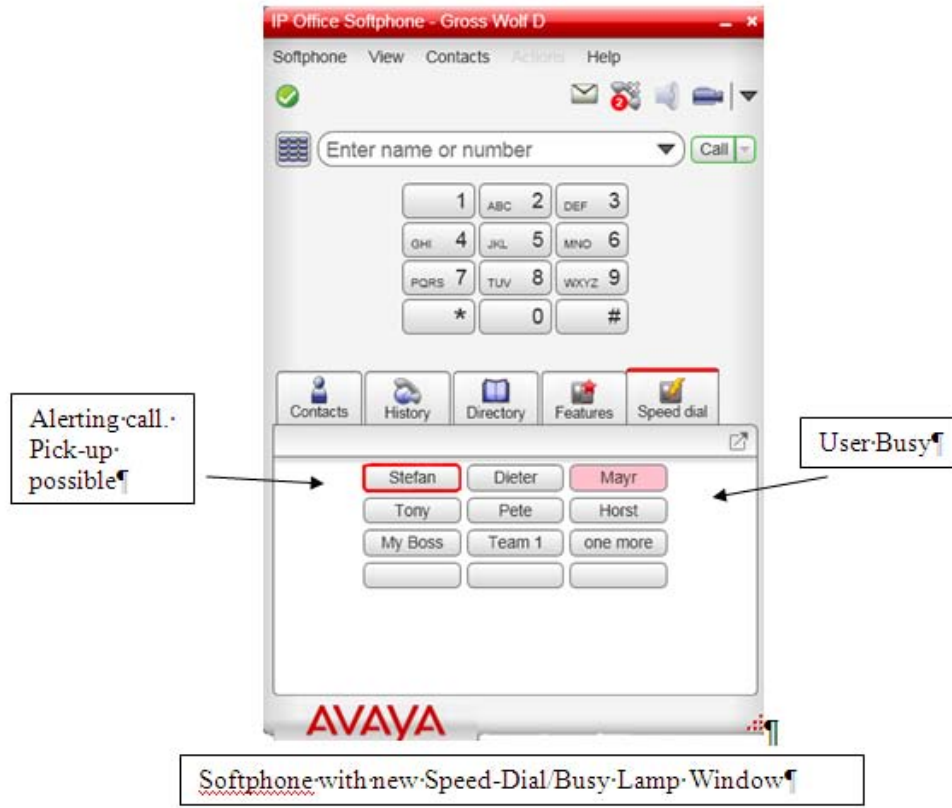 IP Office Softphone - Gross Wolf D
Softphone View Contacts Actions Help
2
Enter name or number Call
1 ABC 2 DEF 3
GHI 4 JKL 5 MNO 6
PQRS 7 TUV 8 WXYZ 9
* 0 #
Contacts History Directory Features Speed dial
Alerting·call.·
Pick-up·
possible¶
User·Busy¶
Stefan Dieter Mayr
Tony Pete Horst
My Boss Team 1 one more
AVAYA
¶
Softphone·with·new·Speed-Dial/Busy·Lamp·Window¶